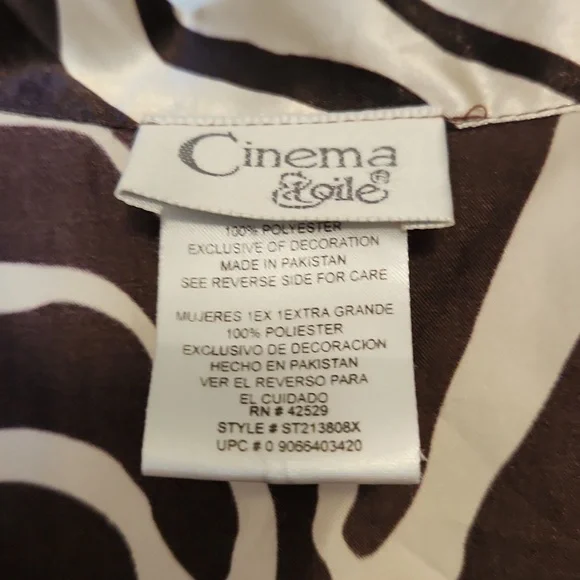 Cinema
Etoile®
100% POLYESTER
EXCLUSIVE OF DECORATION
MADE IN PAKISTAN
SEE REVERSE SIDE FOR CARE
MUJERES 1EX 1EXTRA GRANDE
100% POLIESTER
EXCLUSIVO DE DECORACION
HECHO EN PAKISTAN
VER EL REVERSO PARA
EL CUIDADO
RN # 42529
STYLE # ST213808X
UPC # 0 9066403420